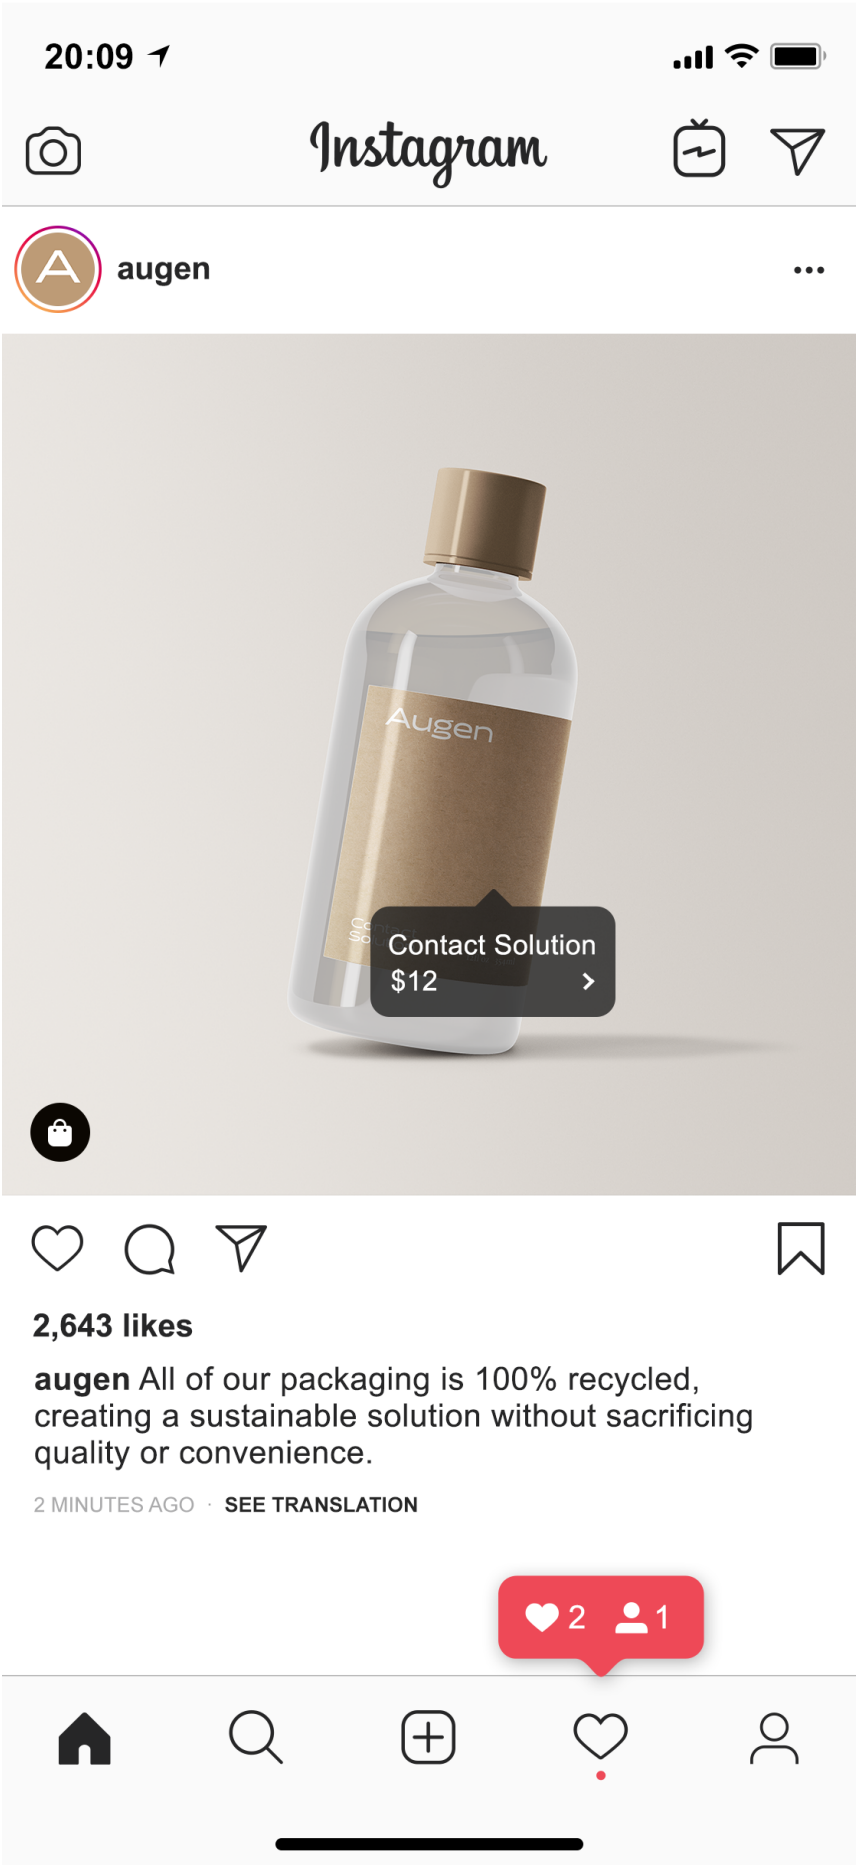 20:09
Instagram
augen
Augen
Contact Solution
$12
2,643 likes
augen All of our packaging is 100% recycled,
creating a sustainable solution without sacrificing
quality or convenience.
2 MINUTES AGO · SEE TRANSLATION
2 1